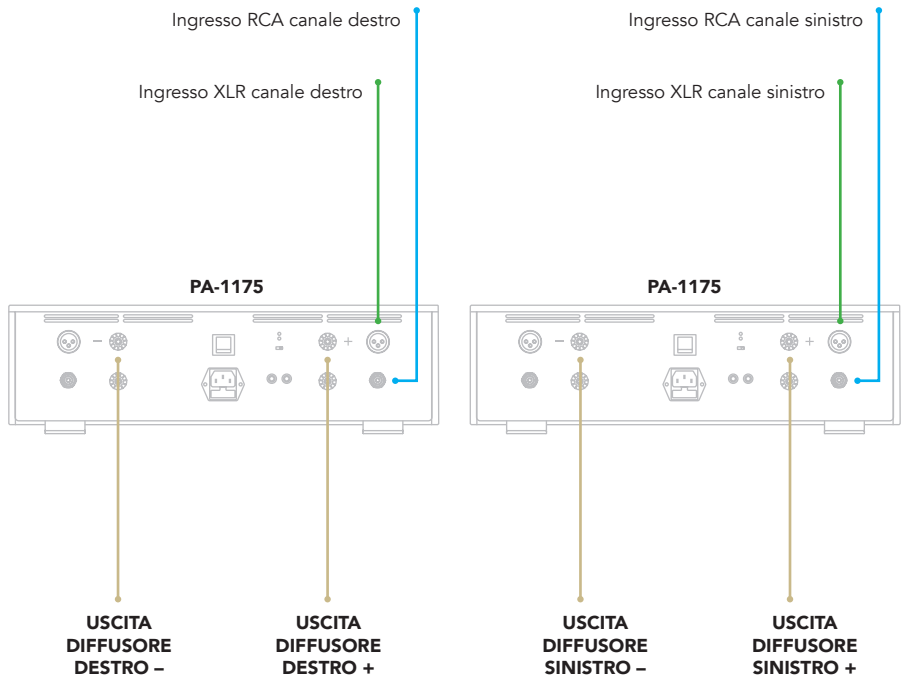 Ingresso RCA canale destro
Ingresso RCA canale sinistro
Ingresso XLR canale destro
Ingresso XLR canale sinistro
PA-1175
PA-1175
– +
– +
USCITA
DIFFUSORE
DESTRO –
USCITA
DIFFUSORE
DESTRO +
USCITA
DIFFUSORE
SINISTRO –
USCITA
DIFFUSORE
SINISTRO +